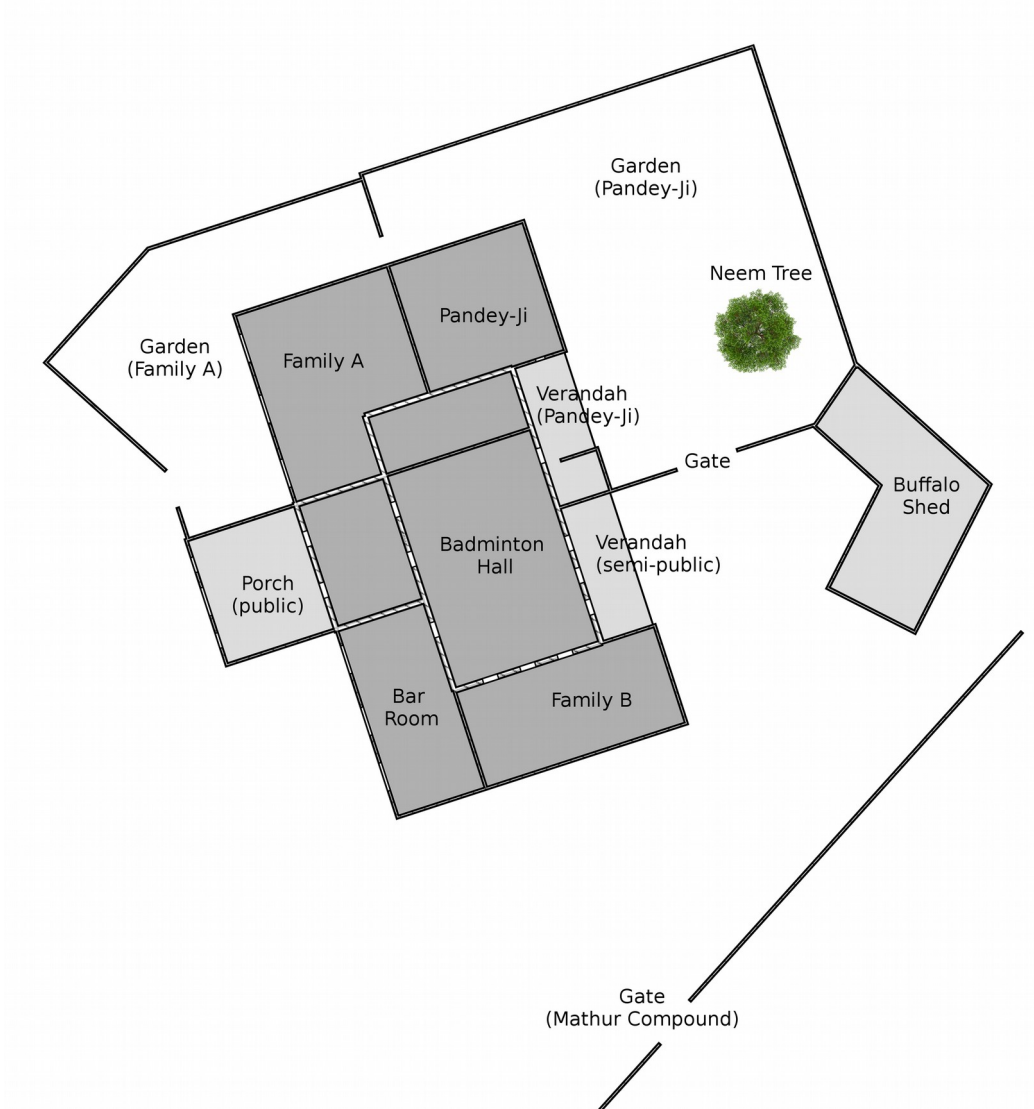 Garden
(Pandey-Ji)
Neem Tree
Pandey-Ji
Garden
(Family A)
Family A
Verandah
(Pandey-Ji)
Gate
Buffalo
Shed
Badminton
Hall
Verandah
(semi-public)
Porch
(public)
Bar
Room
Family B
Gate
(Mathur Compound)